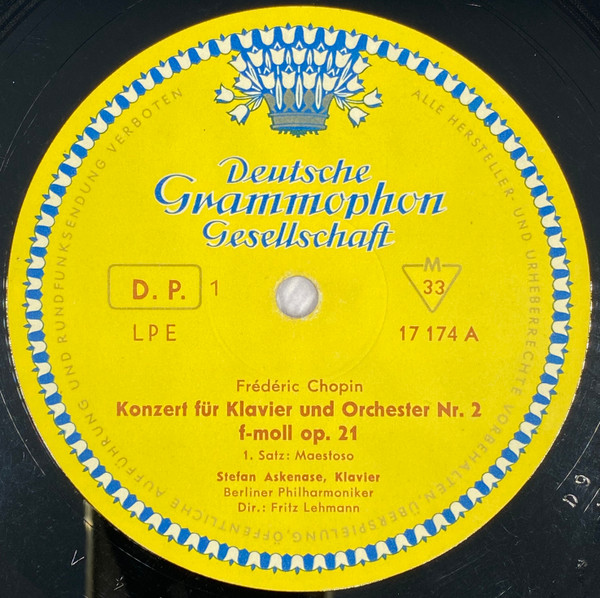 Deutsche
Grammophon
Gesellschaft
D. P. 1
LPE
M
33
17 174 A
Frédéric Chopin
Konzert für Klavier und Orchester Nr. 2
f-moll op. 21
1. Satz: Maestoso
Stefan Askenase, Klavier
Berliner Philharmoniker
Dir.: Fritz Lehmann
ALLE HERSTELLER- UND URHEBERRECHTE VORBEHALTEN, ÜBERSPIELUNG, ÖFFENTLICHE AUFFÜHRUNG UND RUNDFUNKSENDUNG VERBOTEN
D 9